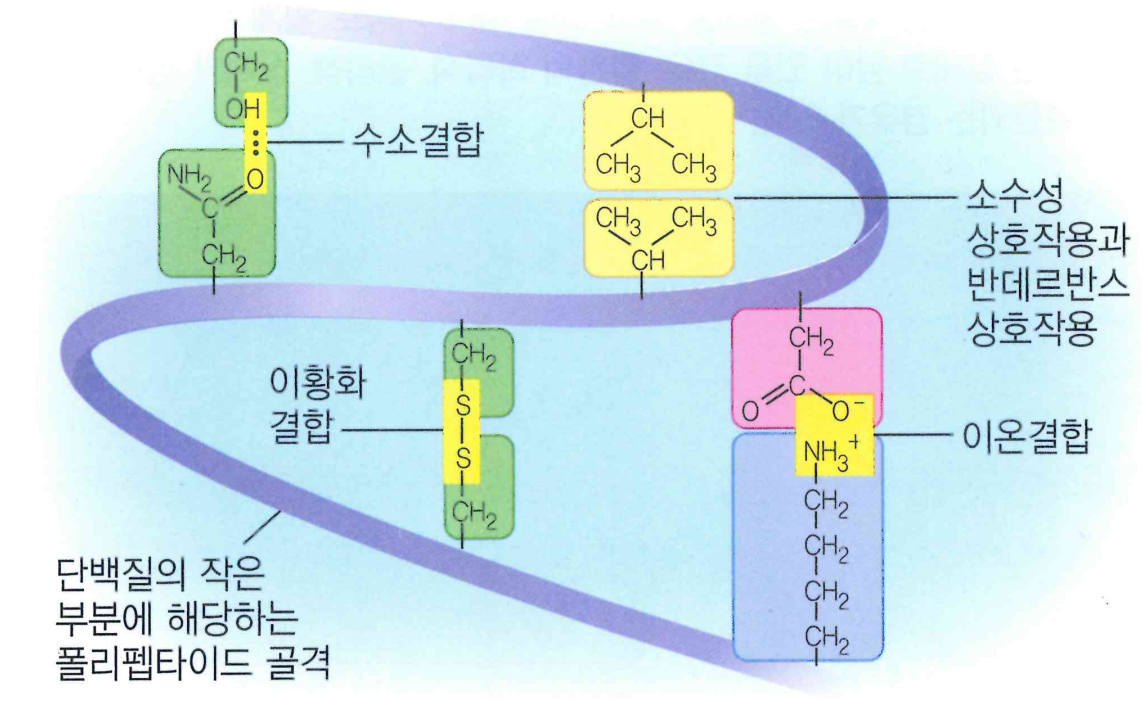 CH₂
OH
수소결합
NH₂
O
C
CH₂
CH
CH₃ CH₃
CH₃ CH₃
CH
소수성
상호작용과
반데르반스
상호작용
이황화
결합
CH₂
S
S
CH₂
CH₂
C
O O⁻
NH₃⁺
이온결합
CH₂
CH₂
CH₂
CH₂
단백질의 작은
부분에 해당하는
폴리펩타이드 골격